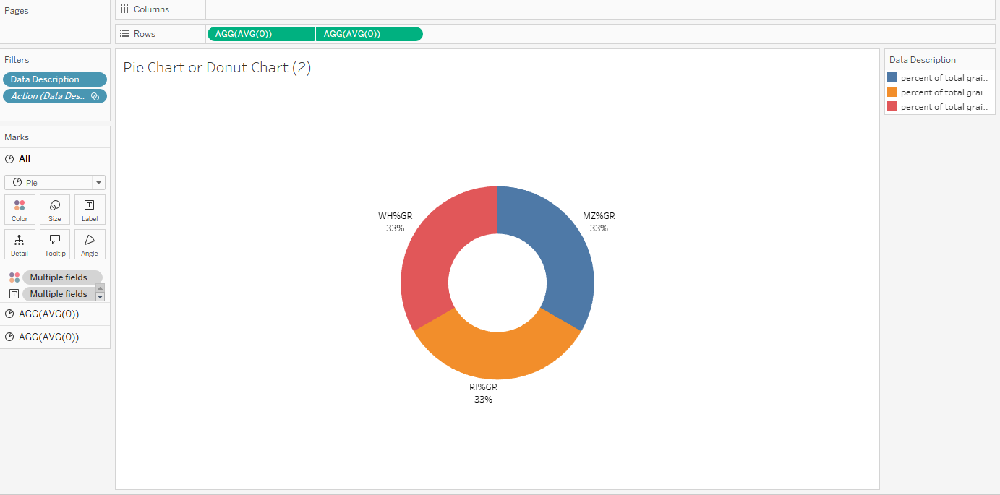 Pages
Columns
Rows
AGG(AVG(0)) AGG(AVG(0))
Filters
Data Description
Action (Data Des..
Marks
All
Pie
Color Size Label
Detail Tooltip Angle
Multiple fields
Multiple fields
AGG(AVG(0))
AGG(AVG(0))
Pie Chart or Donut Chart (2)
WH%GR
33%
MZ%GR
33%
RI%GR
33%
Data Description
percent of total grai..
percent of total grai..
percent of total grai..